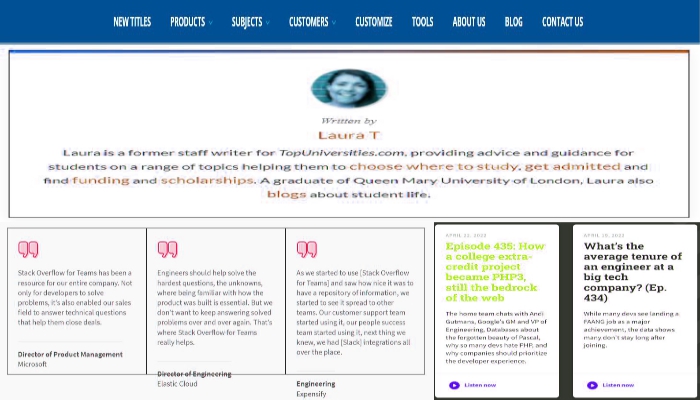 NEW TITLES PRODUCTS SUBJECTS CUSTOMERS CUSTOMIZE TOOLS ABOUT US BLOG CONTACT US
Written by
Laura T
Laura is a former staff writer for TopUniversities.com, providing advice and guidance for
students on a range of topics helping them to choose where to study, get admitted and
find funding and scholarships. A graduate of Queen Mary University of London, Laura also
blogs about student life.
Stack Overflow for Teams has been a
resource for our entire company. Not
only for developers to solve
problems, it's also enabled our sales
field to answer technical questions
that help them close deals.
Director of Product Management
Microsoft
Engineers should help solve the
hardest questions, the unknowns,
where being familiar with how the
product was built is essential. But we
don't want to keep answering solved
problems over and over again. That's
where Stack Overflow for Teams
really helps.
Director of Engineering
Elastic Cloud
As we started to use [Stack Overflow
for Teams] and saw how nice it was to
have a repository of information, we
started to see it spread to other
teams. Our customer support team
started using it, our people success
team started using it, next thing we
knew, we had [Slack] integrations all
over the place.
Engineering
Expensify
APRIL 22, 2022
Episode 435: How
a college extra-
credit project
became PHP3,
still the bedrock
of the web
The home team chats with Andi
Gutmans, Google's GM and VP of
Engineering, Databases about
the forgotten beauty of Pascal,
why so many devs hate PHP, and
why companies should prioritize
the developer experience.
Listen now
APRIL 19, 2022
What's the
average tenure of
an engineer at a
big tech
company? (Ep.
434)
While many devs see landing a
FAANG job as a major
achievement, the data shows
many don't stay long after
joining.
Listen now